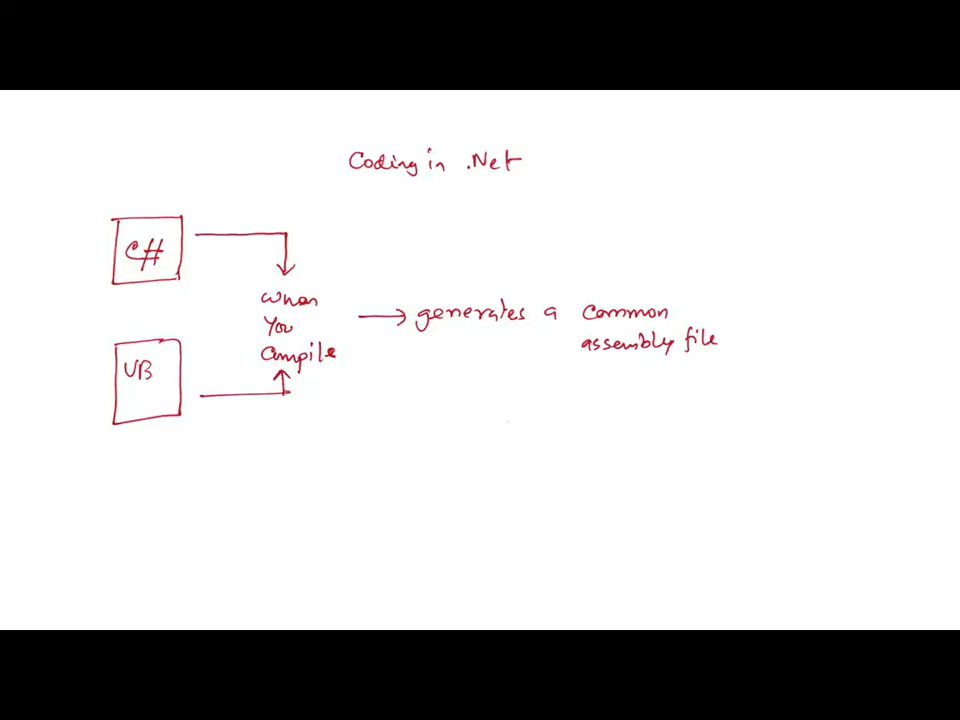 Coding in .Net
C#
When
You
Compile
generates a common
assembly file
VB